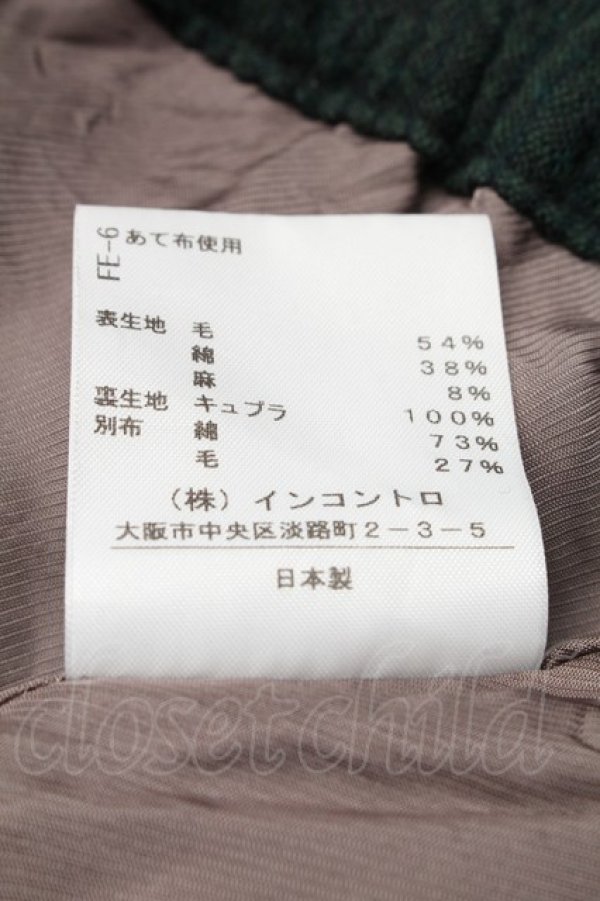 FE-6
あて布使用
表生地 毛 54%
綿 38%
麻 8%
裏生地 キュプラ 100%
別布 綿 73%
毛 27%
(株)インコントロ
大阪市中央区淡路町2-3-5
日本製
closet child